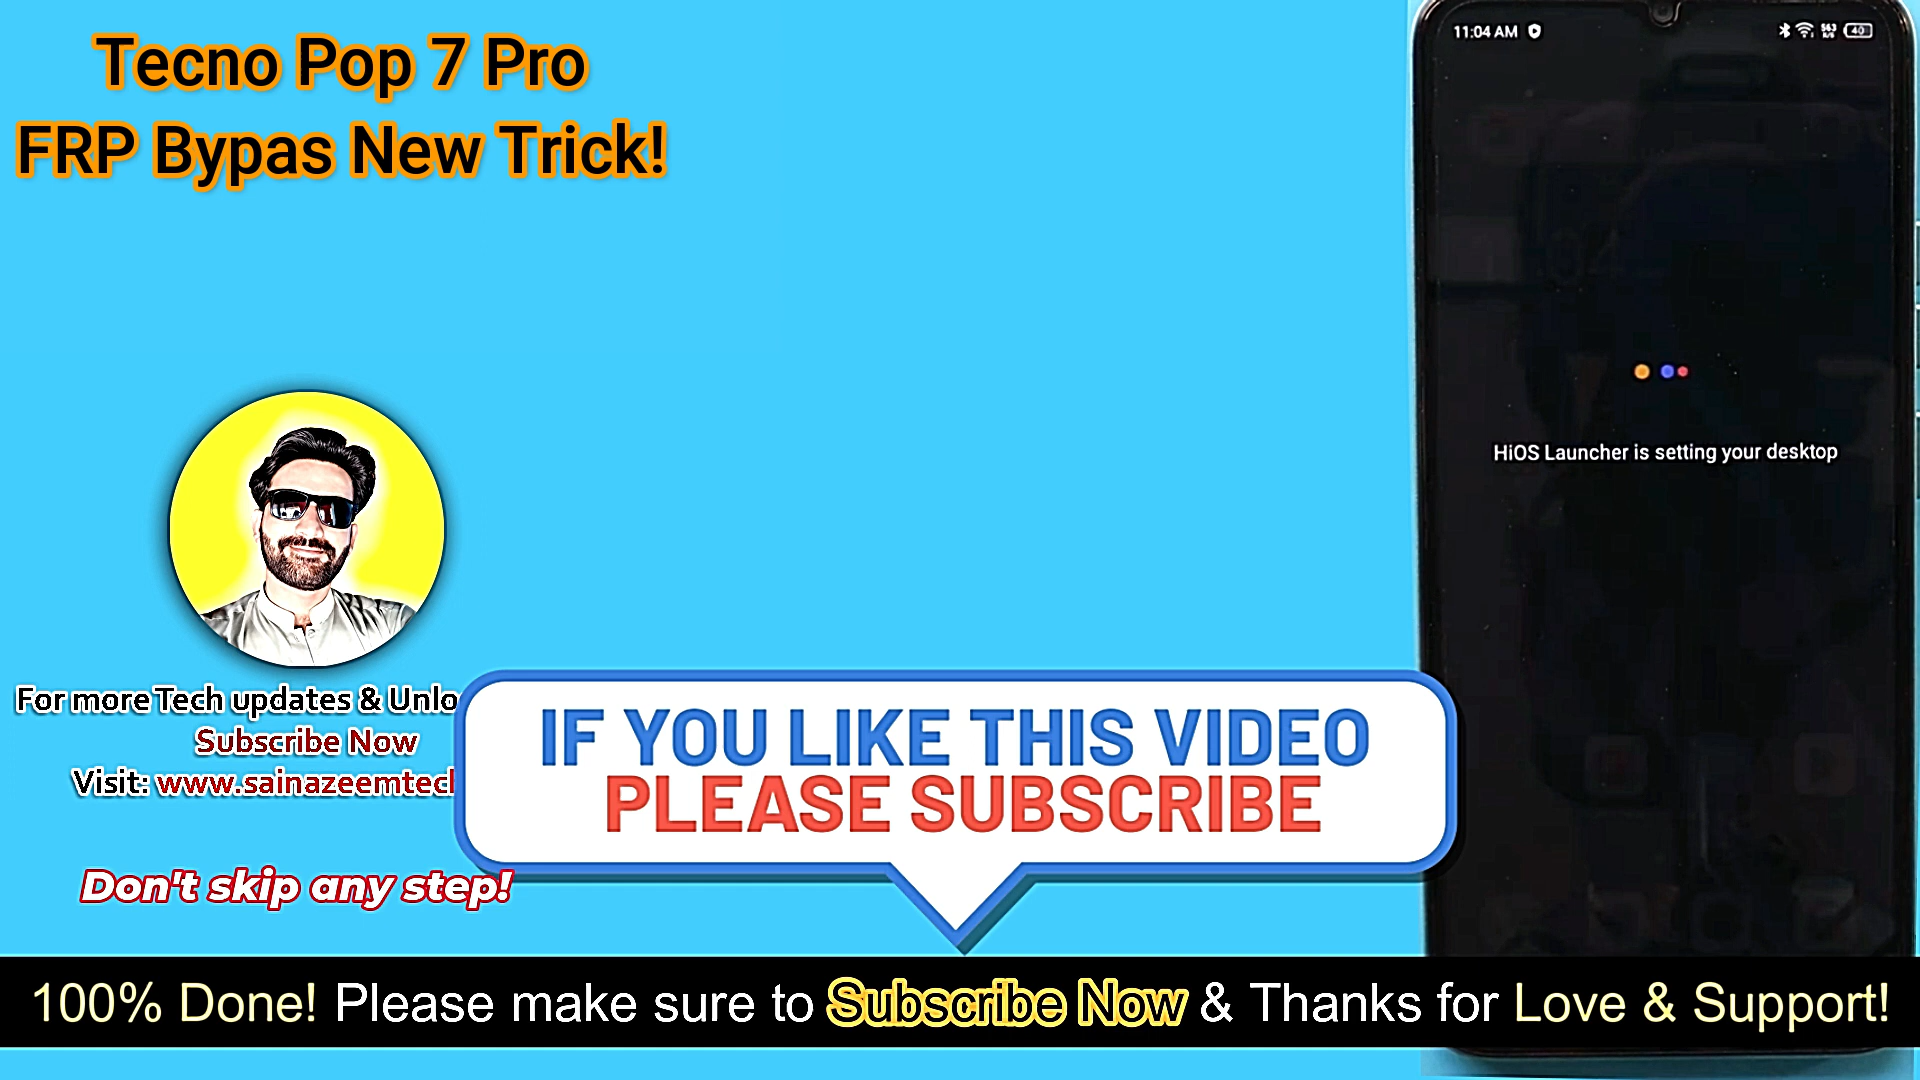 Tecno Pop 7 Pro
FRP Bypas New Trick!
11:04 AM
40
HiOS Launcher is setting your desktop
For more Tech updates & Unlo
Subscribe Now
Visit: www.sainazeemtech
IF YOU LIKE THIS VIDEO
PLEASE SUBSCRIBE
Don't skip any step!
100% Done! Please make sure to Subscribe Now & Thanks for Love & Support!